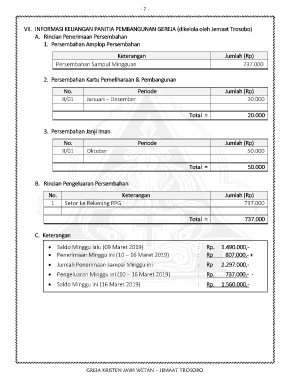 - 7 -
VII. INFORMASI KEUANGAN PANITIA PEMBANGUNAN GEREJA (dikelola oleh Jemaat Trosobo)
A. Rincian Penerimaan Persembahan
1. Persembahan Amplop Persembahan
Keterangan Jumlah (Rp)
Persembahan Sampul Mingguan 737.000
2. Persembahan Kartu Pemeliharaan & Pembangunan
No. Periode Jumlah (Rp)
8/01 Januari – Desember 20.000
Total = 20.000
3. Persembahan Janji Iman
No. Periode Jumlah (Rp)
8/01 Oktober 50.000
Total = 50.000
B. Rincian Pengeluaran Persembahan
No. Keterangan Jumlah (Rp)
1 Setor ke Rekening PPG 737.000
Total = 737.000
C. Keterangan
• Saldo Minggu lalu (09 Maret 2019) : Rp. 1.490.000,-
• Penerimaan Minggu ini (10 – 16 Maret 2019) : Rp 807.000,- +
• Jumlah Penerimaan sampai Minggu ini : Rp 2.297.000,-
• Pengeluaran Minggu ini (10 – 16 Maret 2019) : Rp. 737.000,- -
• Saldo Minggu ini (16 Maret 2019) : Rp. 1.560.000,-
GREJA KRISTEN JAWI WETAN – JEMAAT TROSOBO